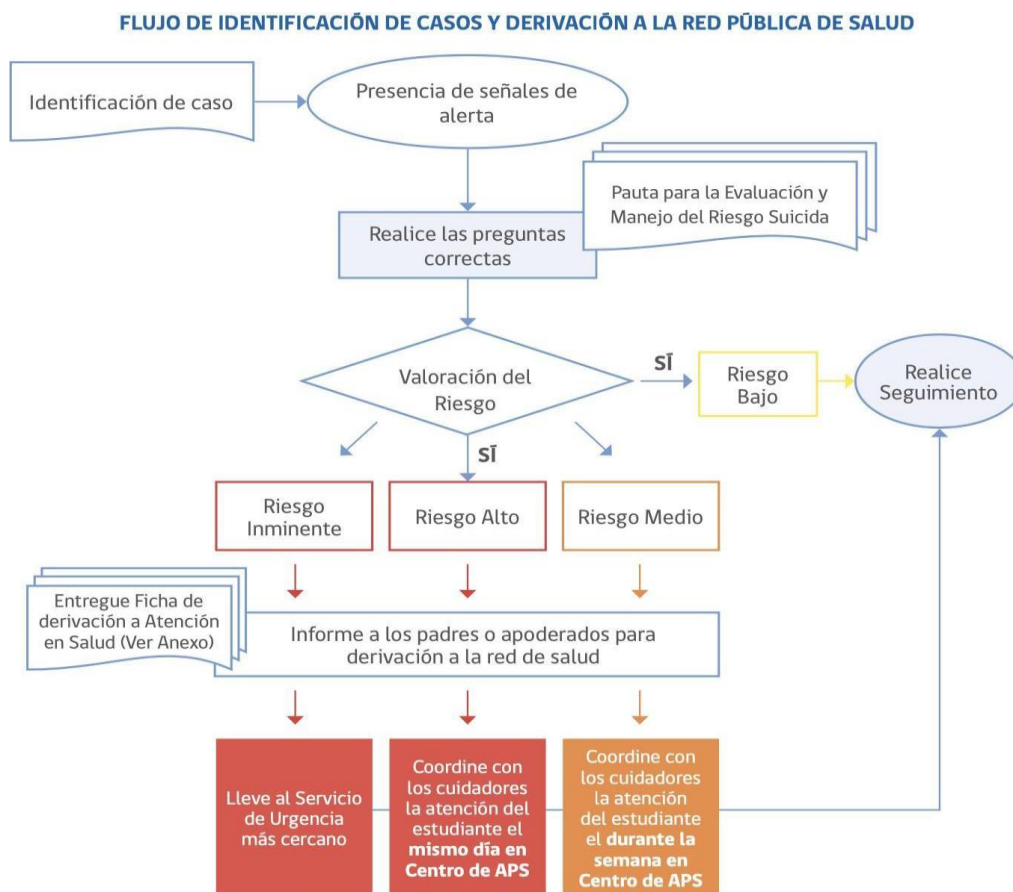 FLUJO DE IDENTIFICACIÓN DE CASOS Y DERIVACIÓN A LA RED PÚBLICA DE SALUD
Identificación de caso
Presencia de señales de
alerta
Pauta para la Evaluación y
Manejo del Riesgo Suicida
Realice las preguntas
correctas
Valoración del
Riesgo
SÍ
Riesgo
Bajo
Realice
Seguimiento
SÍ
Riesgo
Inminente
Riesgo Alto
Riesgo Medio
Entregue Ficha de
derivación a Atención
en Salud (Ver Anexo)
Informe a los padres o apoderados para
derivación a la red de salud
Lleve al Servicio
de Urgencia
más cercano
Coordine con
los cuidadores
la atención del
estudiante el
mismo día en
Centro de APS
Coordine con
los cuidadores
la atención
del estudiante
el durante la
semana en
Centro de APS